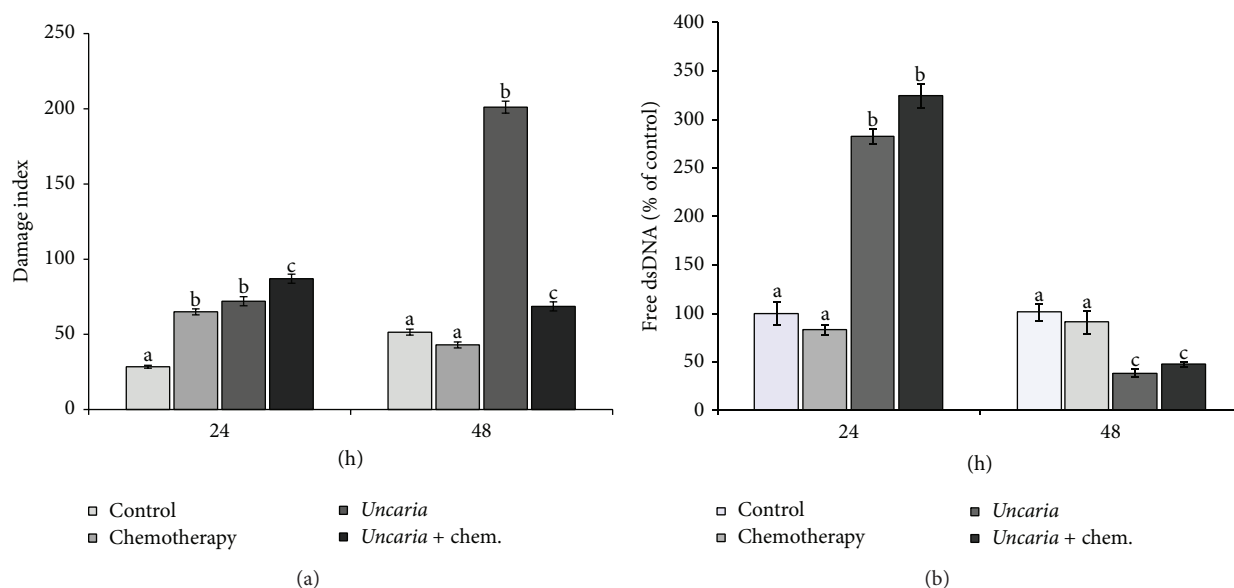 250
200
150
100
50
0
Damage index
a
b
b
c
a
a
b
c
24
48
(h)
Control
Chemotherapy
Uncaria
Uncaria + chem.
(a)
400
350
300
250
200
150
100
50
0
Free dsDNA (% of control)
a
a
b
b
a
a
c
c
24
48
(h)
Control
Chemotherapy
Uncaria
Uncaria + chem.
(b)